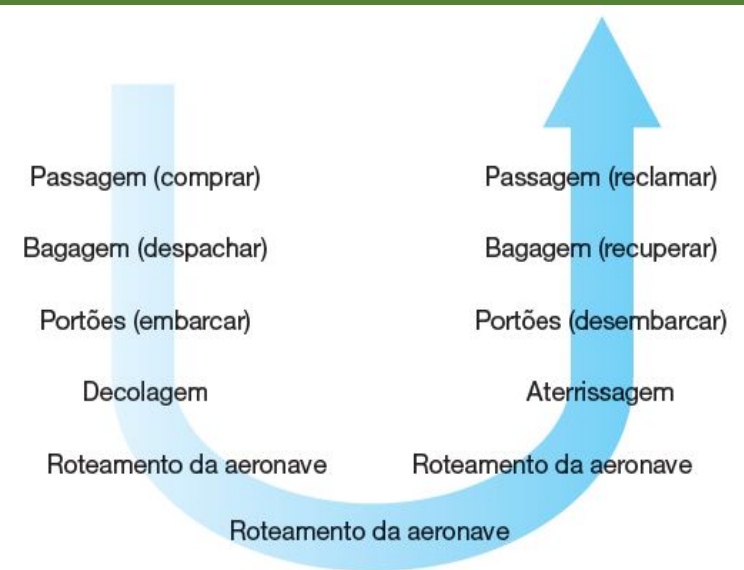 Passagem (comprar)
Passagem (reclamar)
Bagagem (despachar)
Bagagem (recuperar)
Portões (embarcar)
Portões (desembarcar)
Decolagem
Aterrissagem
Roteamento da aeronave
Roteamento da aeronave
Roteamento da aeronave